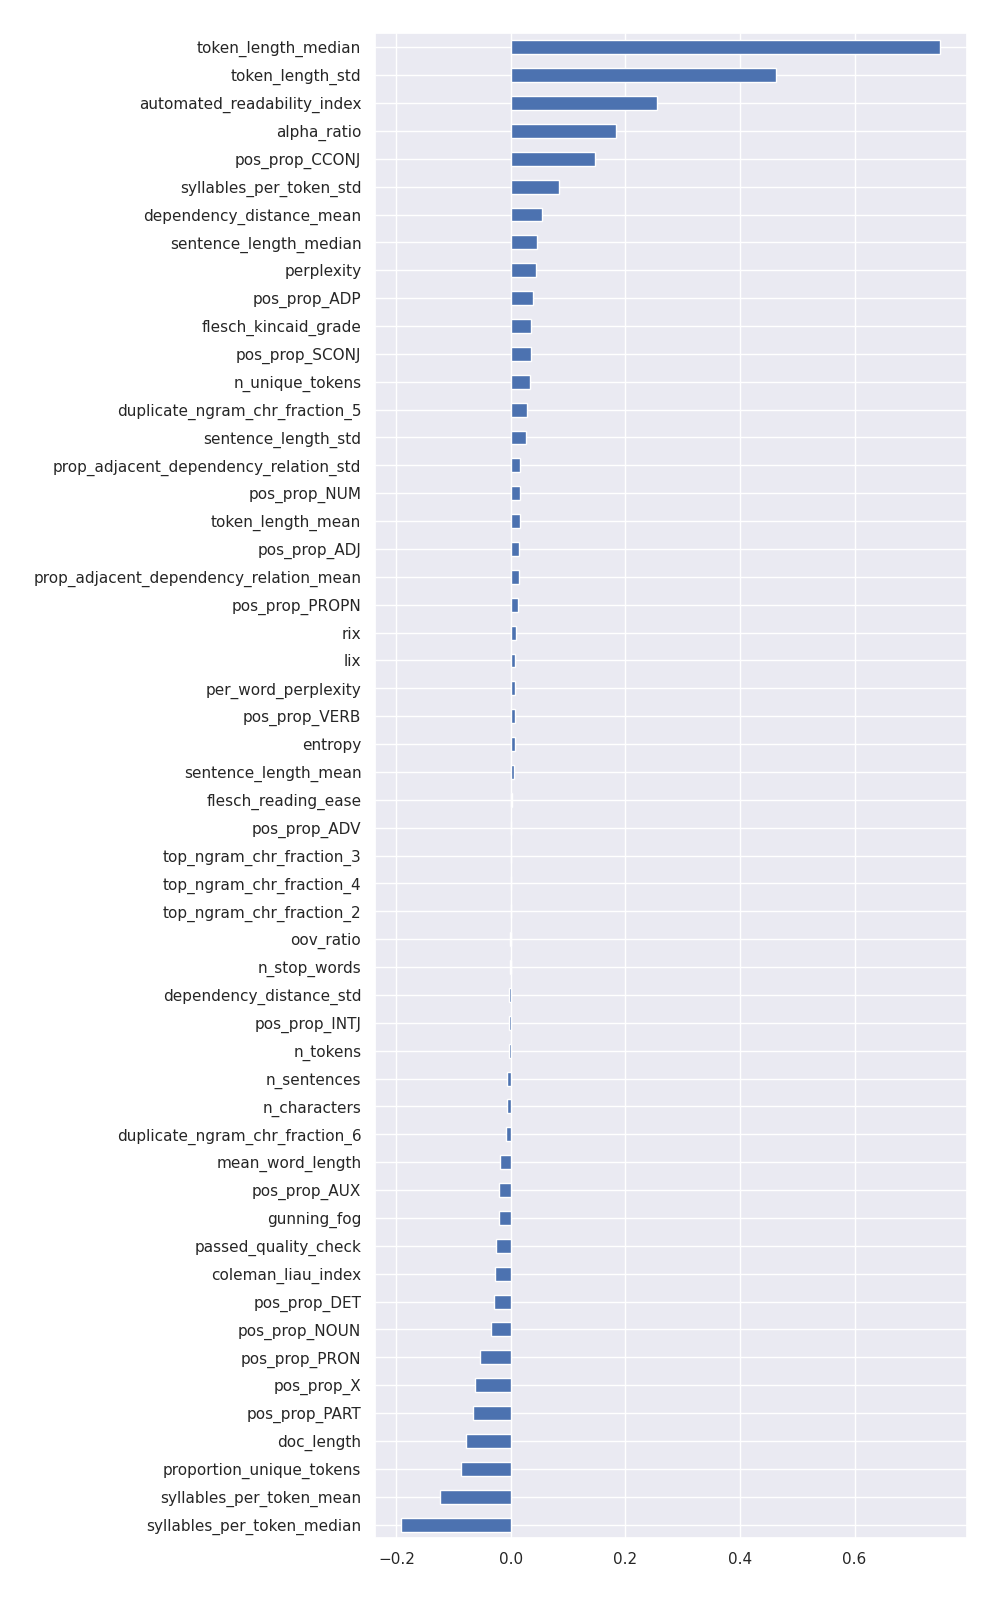 token_length_median
token_length_std
automated_readability_index
alpha_ratio
pos_prop_CCONJ
syllables_per_token_std
dependency_distance_mean
sentence_length_median
perplexity
pos_prop_ADP
flesch_kincaid_grade
pos_prop_SCONJ
n_unique_tokens
duplicate_ngram_chr_fraction_5
sentence_length_std
prop_adjacent_dependency_relation_std
pos_prop_NUM
token_length_mean
pos_prop_ADJ
prop_adjacent_dependency_relation_mean
pos_prop_PROPN
rix
lix
per_word_perplexity
pos_prop_VERB
entropy
sentence_length_mean
flesch_reading_ease
pos_prop_ADV
top_ngram_chr_fraction_3
top_ngram_chr_fraction_4
top_ngram_chr_fraction_2
oov_ratio
n_stop_words
dependency_distance_std
pos_prop_INTJ
n_tokens
n_sentences
n_characters
duplicate_ngram_chr_fraction_6
mean_word_length
pos_prop_AUX
gunning_fog
passed_quality_check
coleman_liau_index
pos_prop_DET
pos_prop_NOUN
pos_prop_PRON
pos_prop_X
pos_prop_PART
doc_length
proportion_unique_tokens
syllables_per_token_mean
syllables_per_token_median
−0.2 0.0 0.2 0.4 0.6